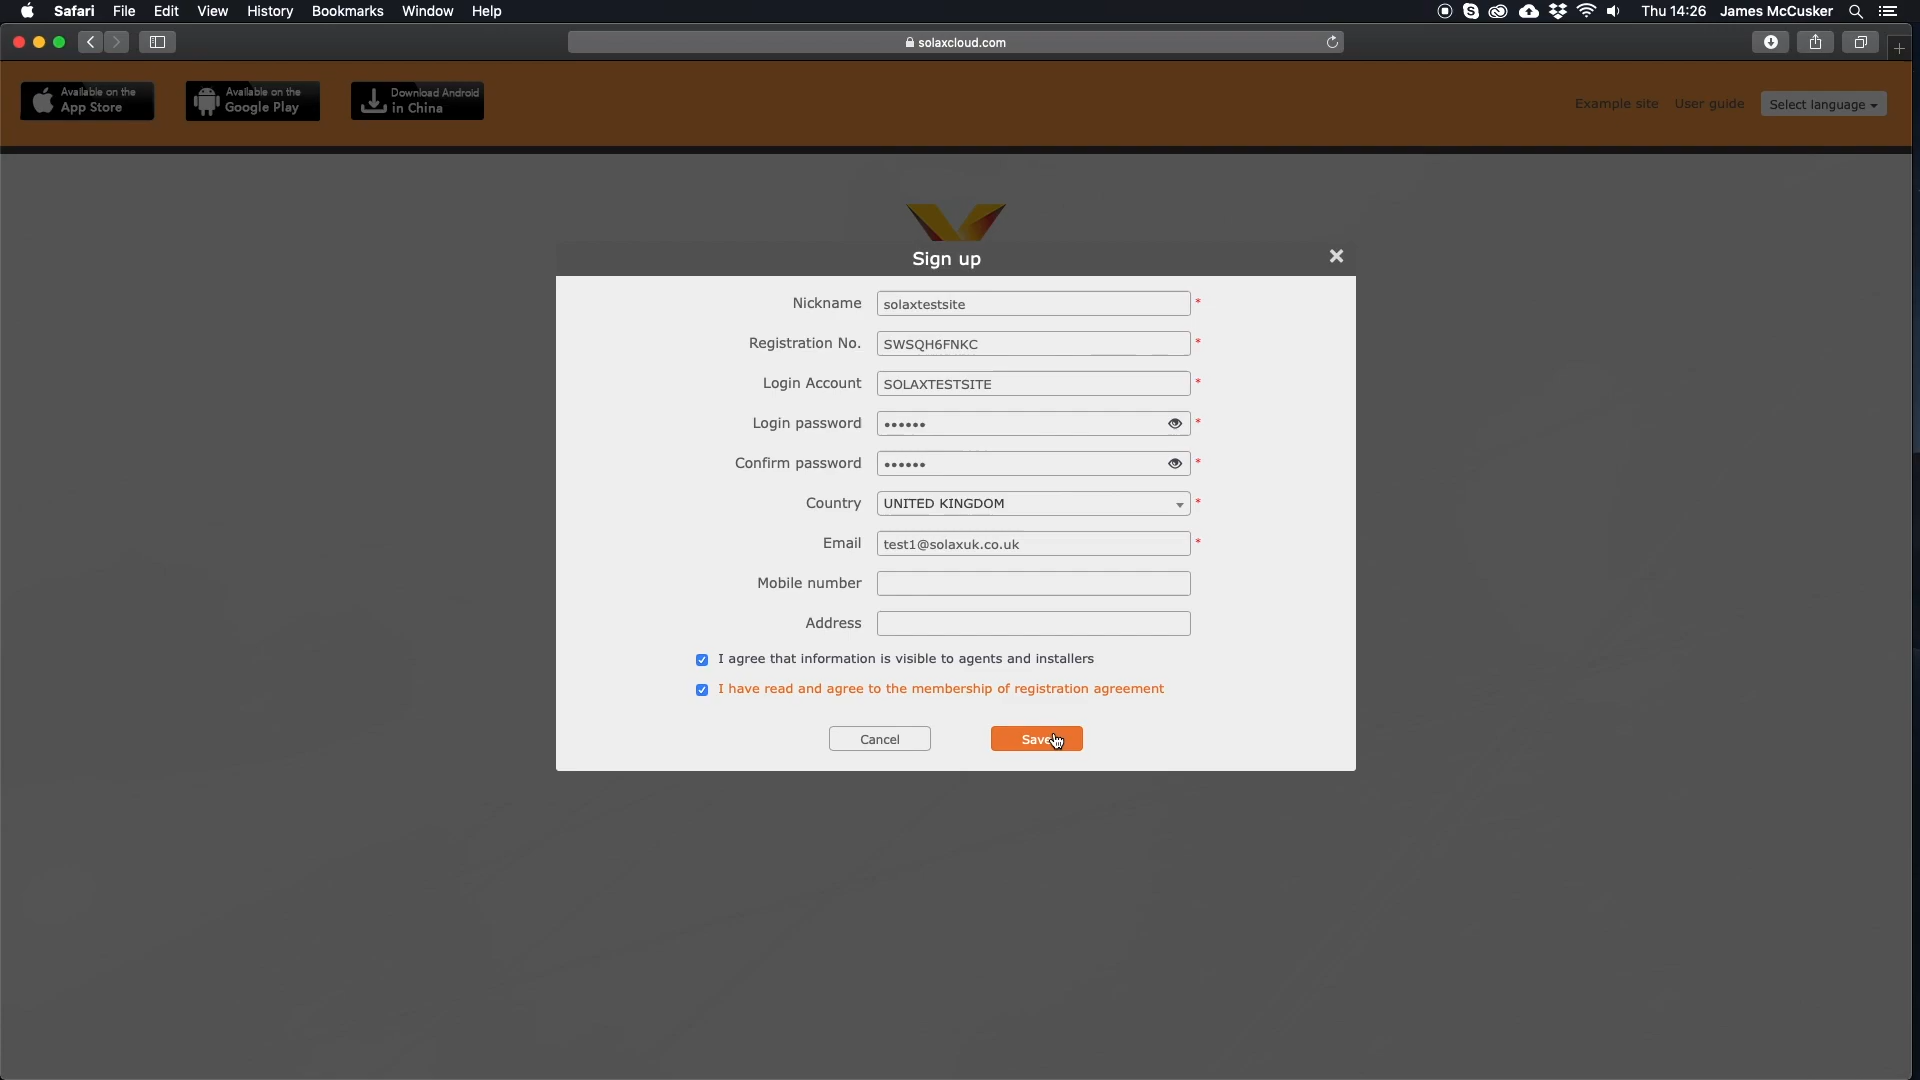 Safari File Edit View History Bookmarks Window Help Thu 14:26 James McCusker
solaxcloud.com
Available on the
App Store
Available on the
Google Play
Download Android
in China
Example site User guide Select language
Sign up
Nickname solaxtestsite *
Registration No. SWSQH6FNKC *
Login Account SOLAXTESTSITE *
Login password •••••• *
Confirm password •••••• *
Country UNITED KINGDOM *
Email test1@solaxuk.co.uk *
Mobile number
Address
I agree that information is visible to agents and installers
I have read and agree to the membership of registration agreement
Cancel Save